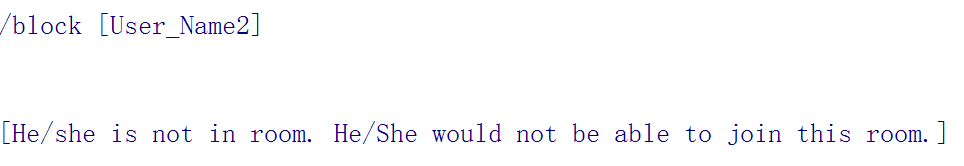 /block [User_Name2]
[He/she is not in room. He/She would not be able to join this room.]